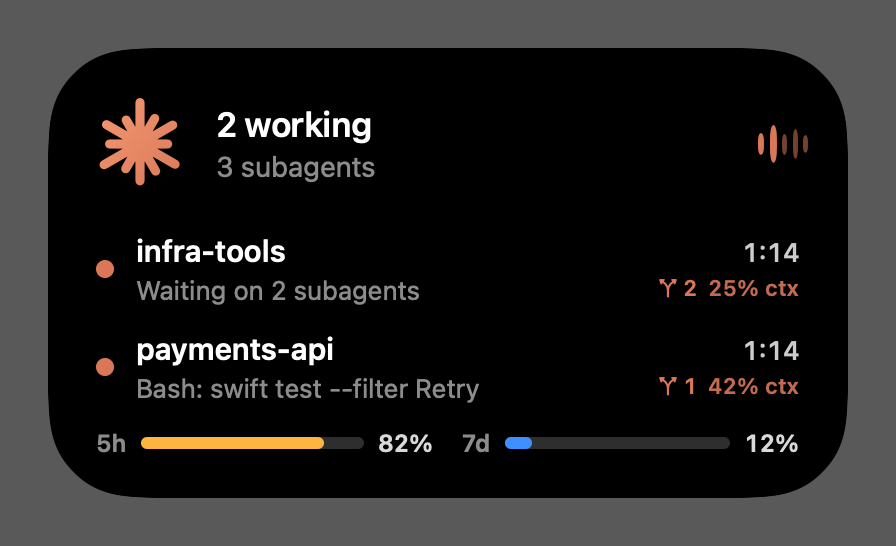 2 working
3 subagents
infra-tools 1:14
Waiting on 2 subagents 2 25% ctx
payments-api 1:14
Bash: swift test --filter Retry 1 42% ctx
5h 82% 7d 12%